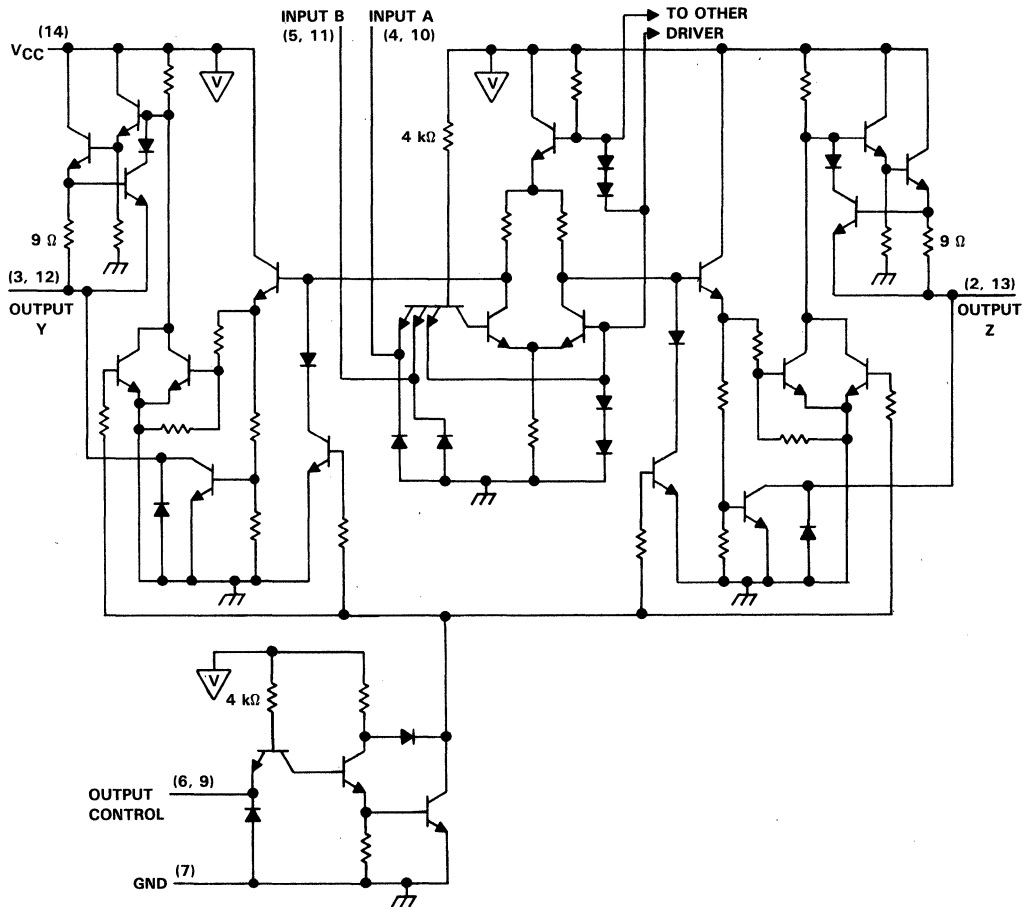 (14)
VCC
INPUT B
(5, 11)
INPUT A
(4, 10)
TO OTHER
DRIVER
V
V
4 kΩ
9 Ω
9 Ω
(3, 12)
OUTPUT
Y
(2, 13)
OUTPUT
Z
V
4 kΩ
(6, 9)
OUTPUT
CONTROL
(7)
GND